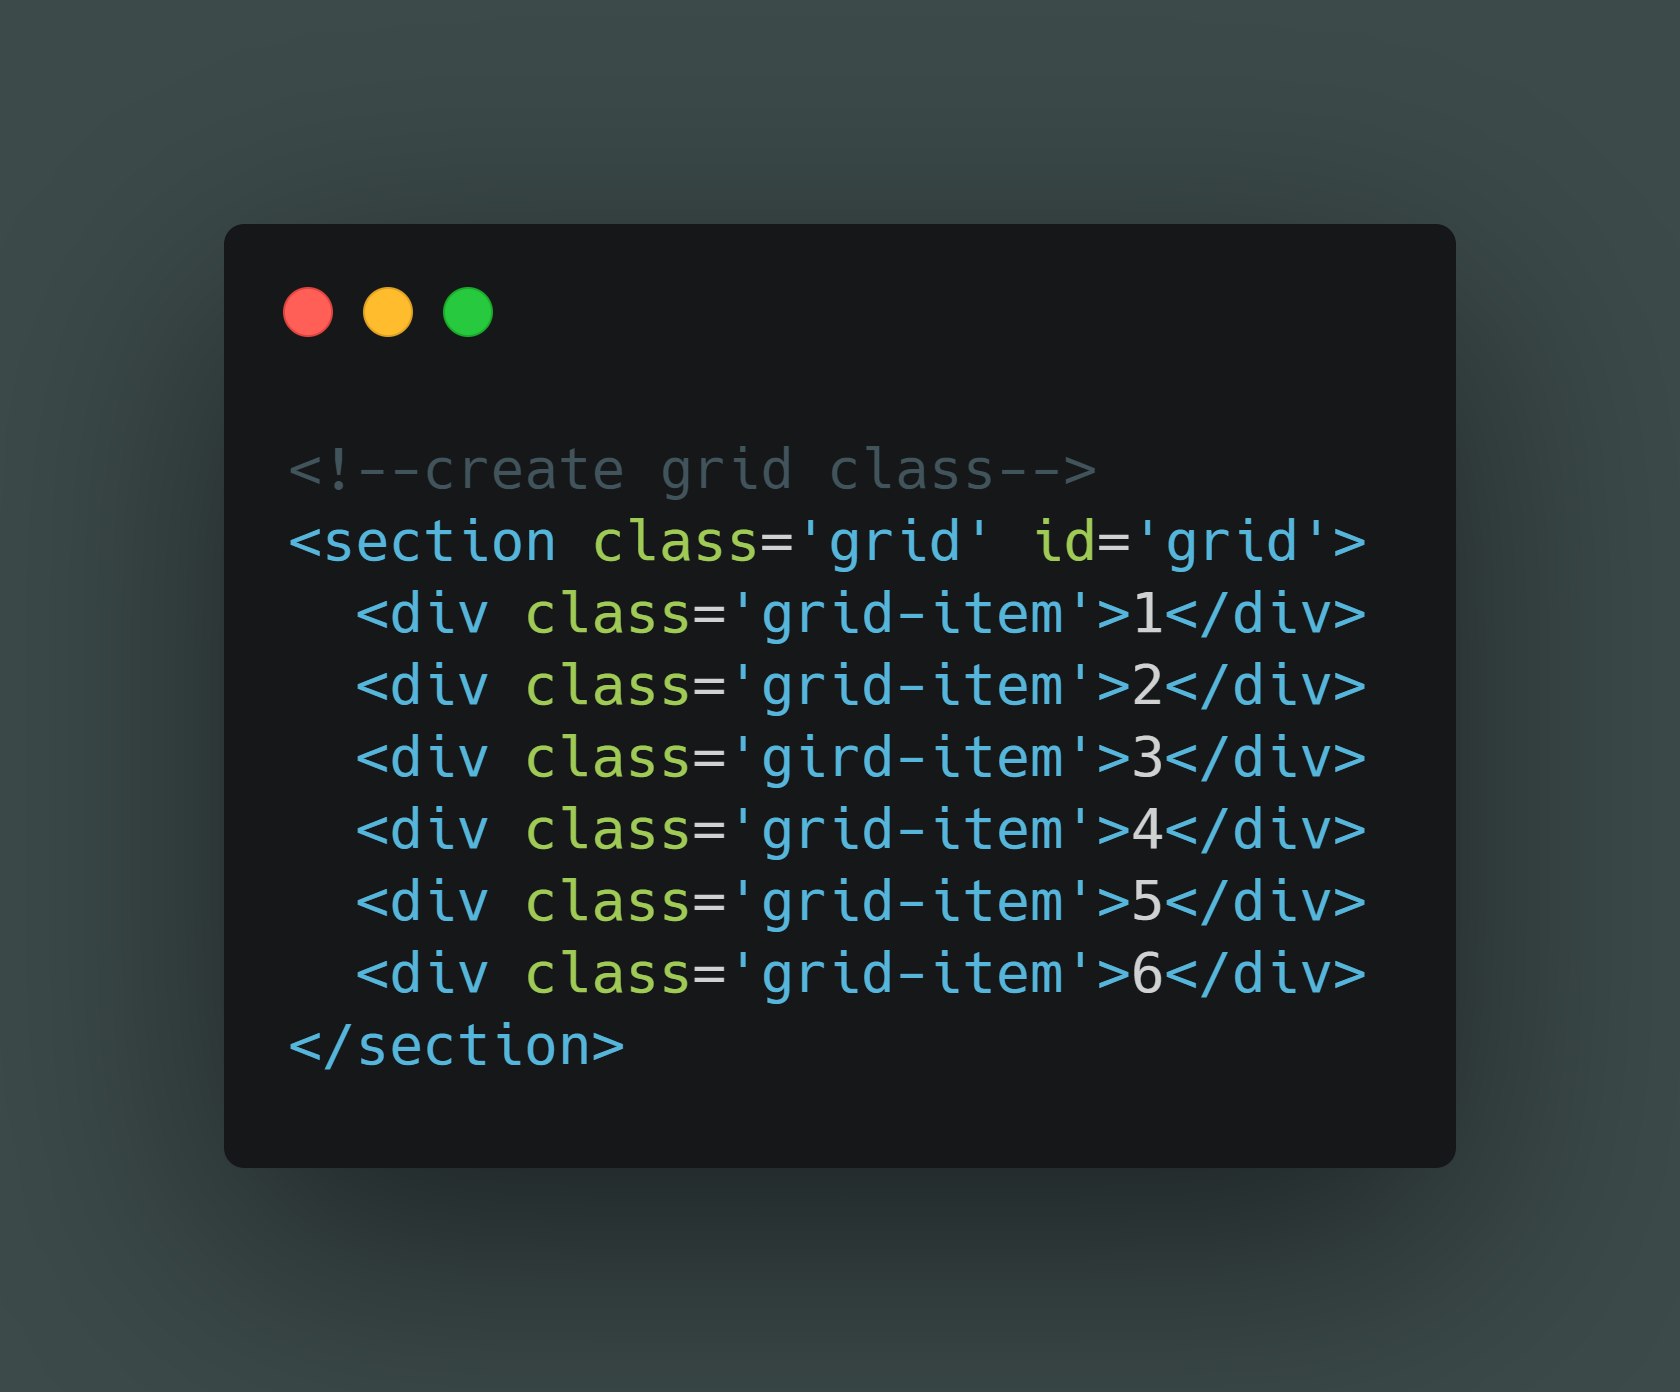 <!--create grid class-->
<section class='grid' id='grid'>
  <div class='grid-item'>1</div>
  <div class='grid-item'>2</div>
  <div class='gird-item'>3</div>
  <div class='grid-item'>4</div>
  <div class='grid-item'>5</div>
  <div class='grid-item'>6</div>
</section>